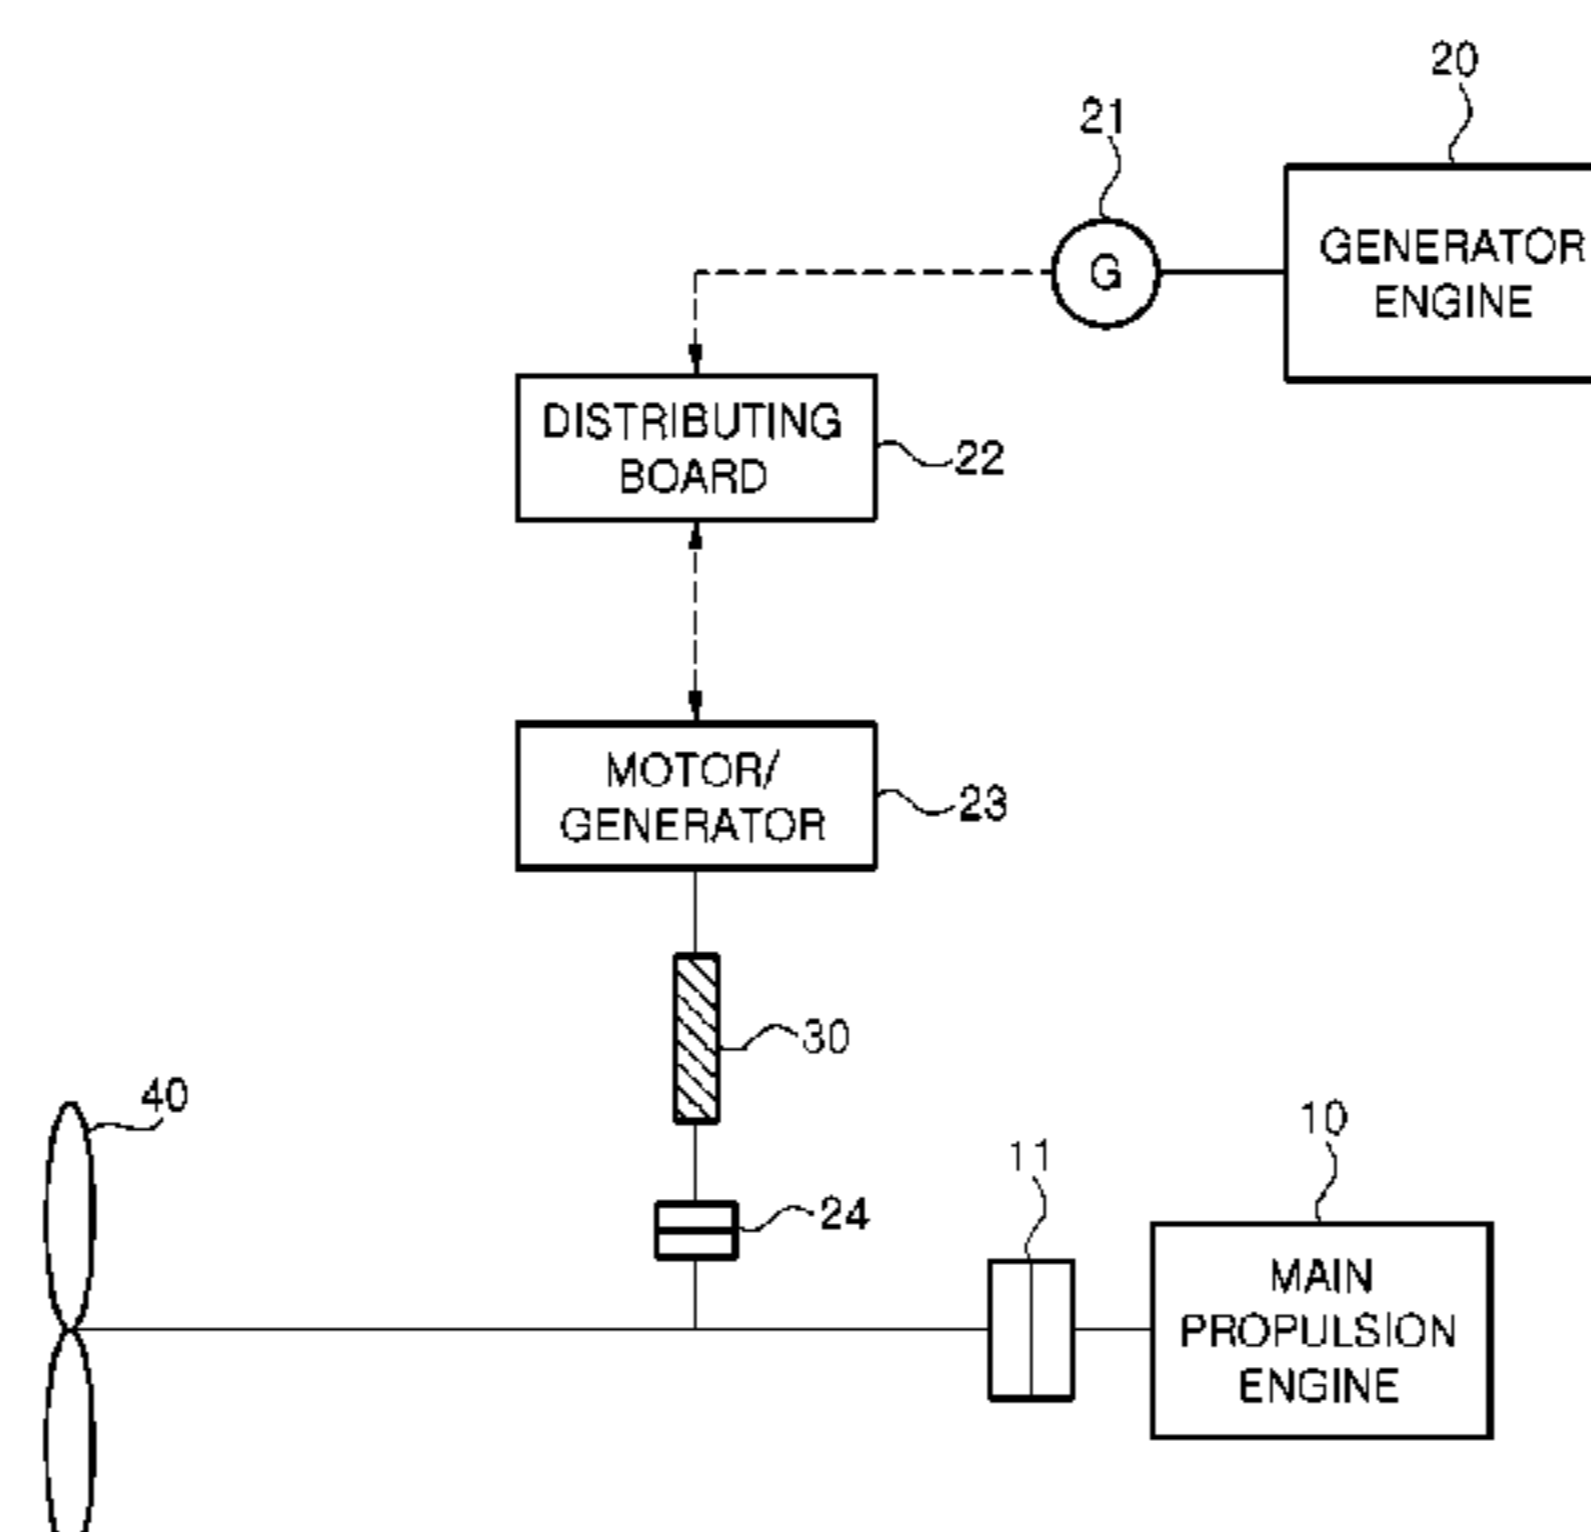 20
21
G
GENERATOR
ENGINE
DISTRIBUTING
BOARD
22
MOTOR/
GENERATOR
23
30
40
10
11
24
MAIN
PROPULSION
ENGINE